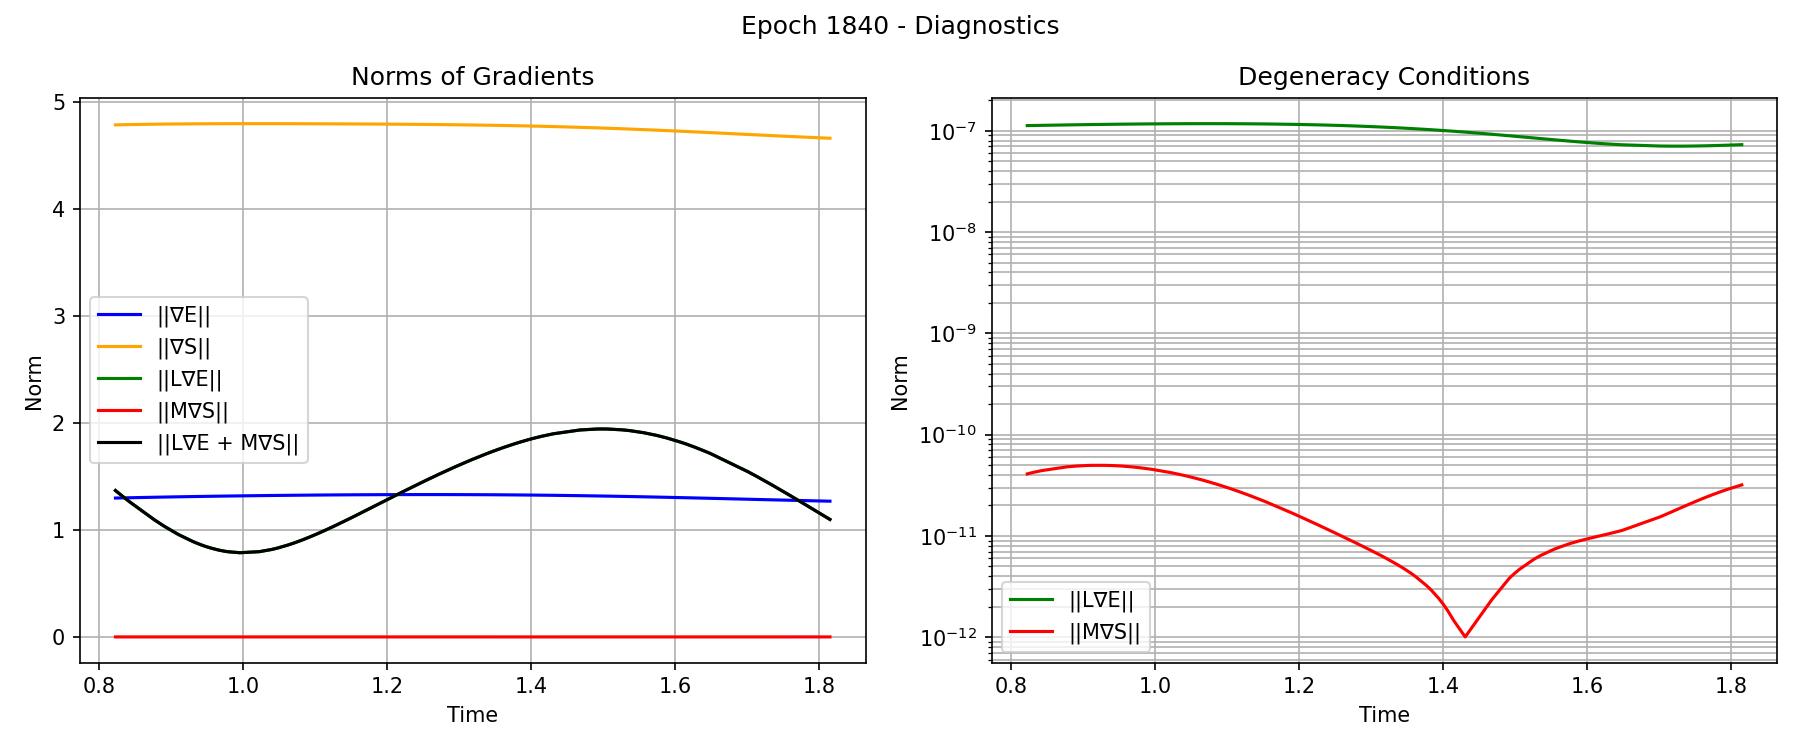 Epoch 1840 - Diagnostics
Norms of Gradients
5
4
3
2
1
0
Norm
||∇E||
||∇S||
||L∇E||
||M∇S||
||L∇E + M∇S||
0.8 1.0 1.2 1.4 1.6 1.8
Time
Degeneracy Conditions
10⁻⁷
10⁻⁸
10⁻⁹
10⁻¹⁰
10⁻¹¹
10⁻¹²
Norm
||L∇E||
||M∇S||
0.8 1.0 1.2 1.4 1.6 1.8
Time